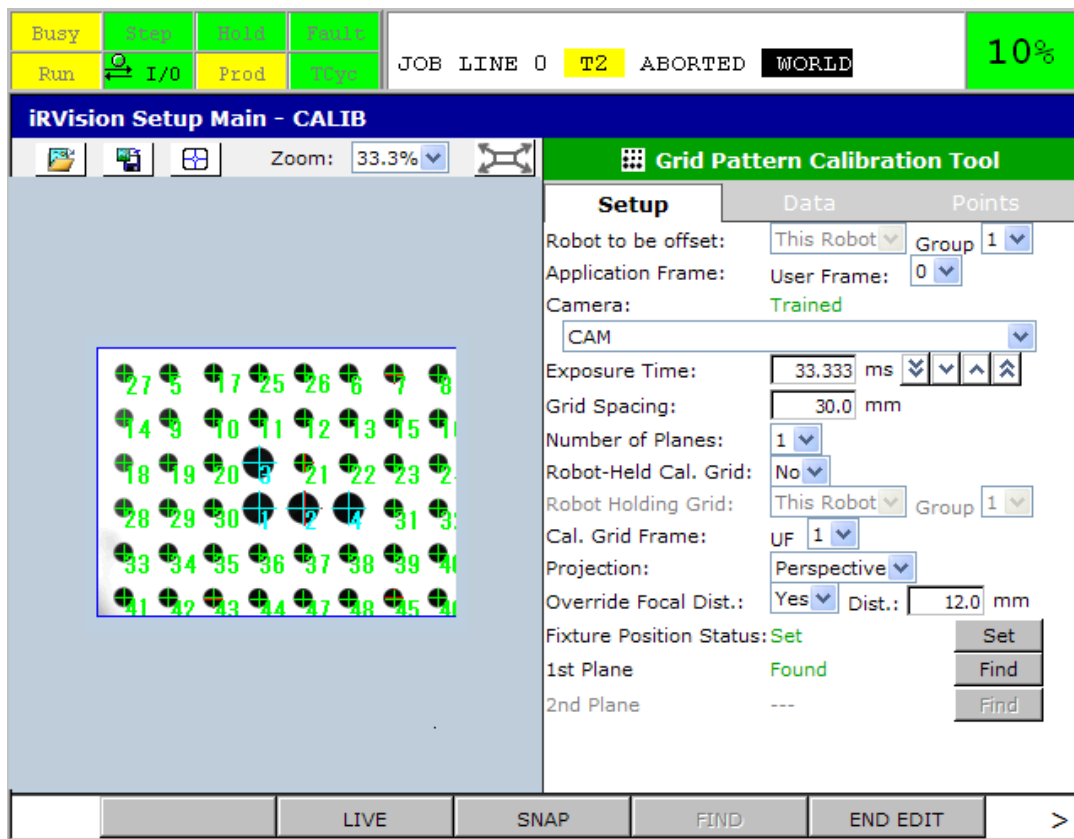 Busy Step Hold Fault
Run I/O Prod TCyc
JOB LINE 0 T2 ABORTED WORLD
10%
iRVision Setup Main - CALIB
Zoom: 33.3%
Grid Pattern Calibration Tool
Setup Data Points
Robot to be offset: This Robot Group 1
Application Frame: User Frame: 0
Camera: Trained
CAM
Exposure Time: 33.333 ms
Grid Spacing: 30.0 mm
Number of Planes: 1
Robot-Held Cal. Grid: No
Robot Holding Grid: This Robot Group 1
Cal. Grid Frame: UF 1
Projection: Perspective
Override Focal Dist.: Yes Dist.: 12.0 mm
Fixture Position Status: Set Set
1st Plane Found Find
2nd Plane --- Find
27 5 17 25 26 6 7 8
14 9 10 11 12 13 15
18 19 20 3 21 22 23
28 29 30 1 2 4 31
33 34 35 36 37 38 39
41 42 43 44 47 48 45
LIVE SNAP FIND END EDIT >